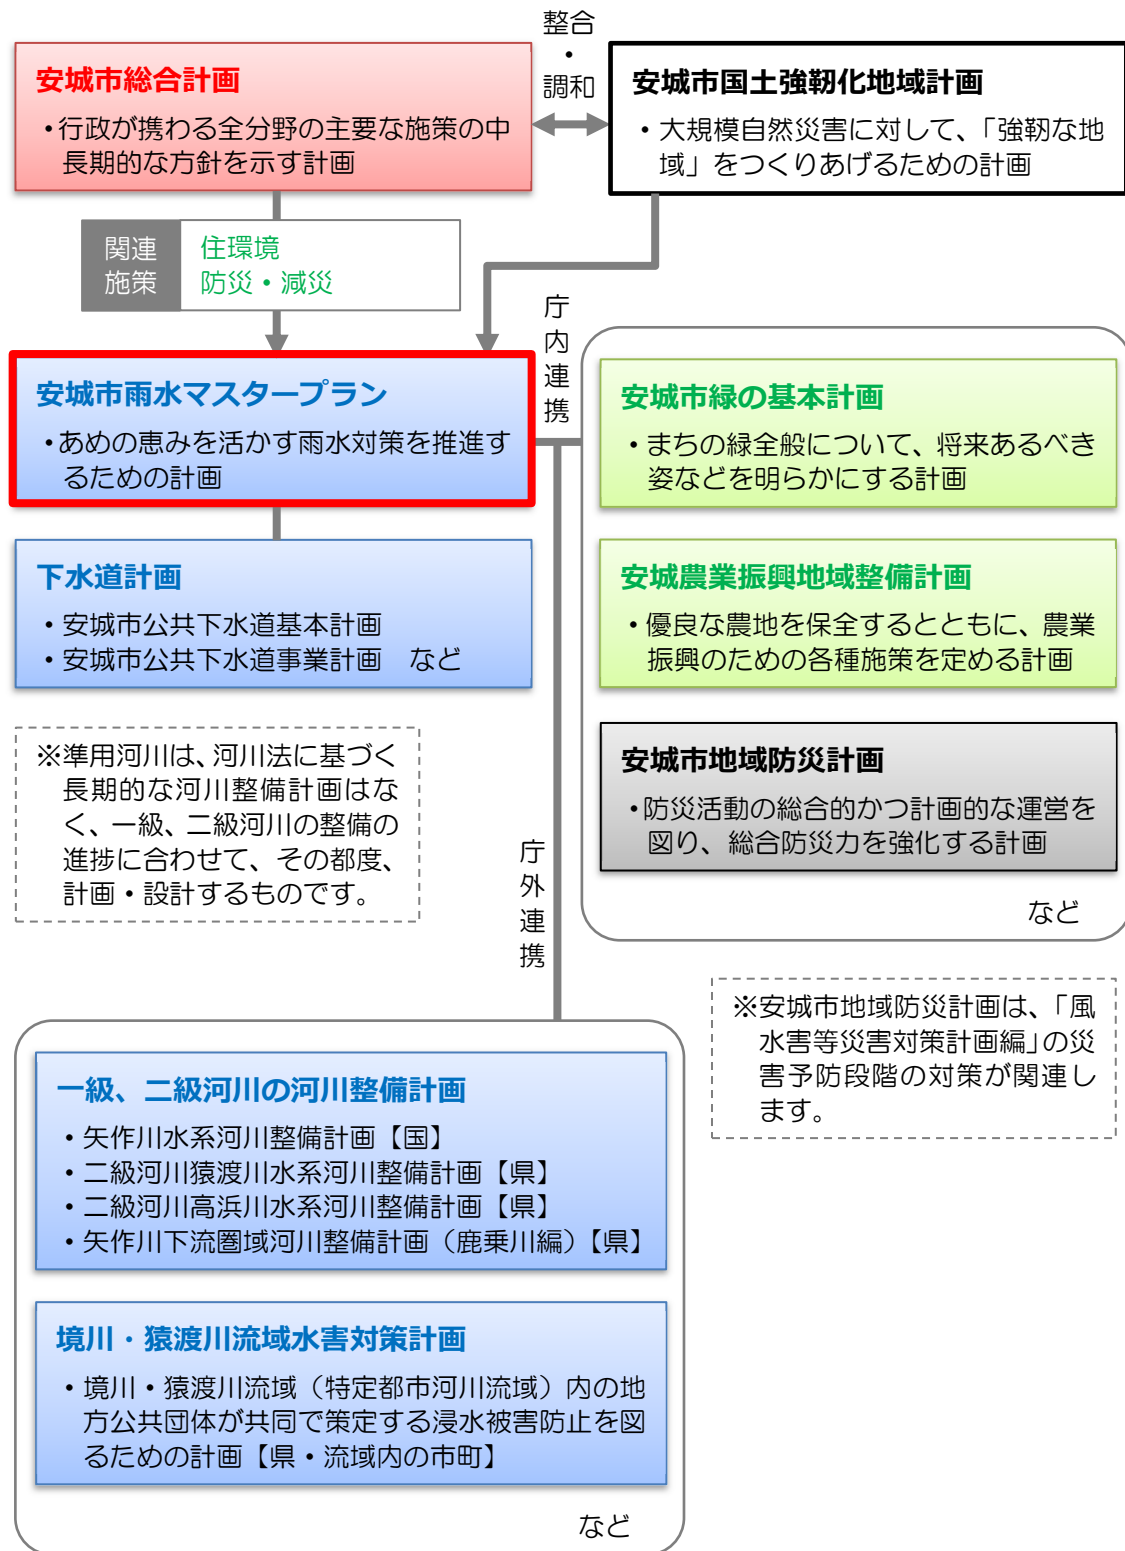 整合
・
調和
安城市総合計画
・行政が携わる全分野の主要な施策の中
長期的な方針を示す計画
安城市国土強靭化地域計画
・大規模自然災害に対して、「強靭な地
域」をつくりあげるための計画
関連
施策
住環境
防災・減災
庁内連携
安城市雨水マスタープラン
・あめの恵みを活かす雨水対策を推進す
るための計画
下水道計画
・安城市公共下水道基本計画
・安城市公共下水道事業計画　など
安城市緑の基本計画
・まちの緑全般について、将来あるべき
姿などを明らかにする計画
安城農業振興地域整備計画
・優良な農地を保全するとともに、農業
振興のための各種施策を定める計画
安城市地域防災計画
・防災活動の総合的かつ計画的な運営を
図り、総合防災力を強化する計画
など
※準用河川は、河川法に基づく
長期的な河川整備計画はな
く、一級、二級河川の整備の
進捗に合わせて、その都度、
計画・設計するものです。
庁外連携
※安城市地域防災計画は、「風
水害等災害対策計画編」の災
害予防段階の対策が関連し
ます。
一級、二級河川の河川整備計画
・矢作川水系河川整備計画【国】
・二級河川猿渡川水系河川整備計画【県】
・二級河川高浜川水系河川整備計画【県】
・矢作川下流圏域河川整備計画（鹿乗川編）【県】
境川・猿渡川流域水害対策計画
・境川・猿渡川流域（特定都市河川流域）内の地
方公共団体が共同で策定する浸水被害防止を図
るための計画【県・流域内の市町】
など